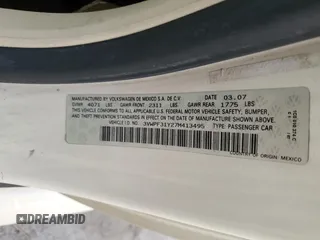 MANUFACTURED BY VOLKSWAGEN DE MEXICO S.A. DE C.V. 03.07
GVWR 4071 LBS GAWR FRONT 2311 LBS GAWR REAR 1775 LBS
THIS VEHICLE CONFORMS TO ALL APPLICABLE U.S. FEDERAL MOTOR VEHICLE SAFETY, BUMPER,
AND THEFT PREVENTION STANDARDS IN EFFECT ON THE DATE OF MANUFACTURE SHOWN ABOVE
3VWPF31Y27M413495 TYPE: PASSENGER CAR
COUNTRY OF ORIGIN: MEXICO
DREAMBID